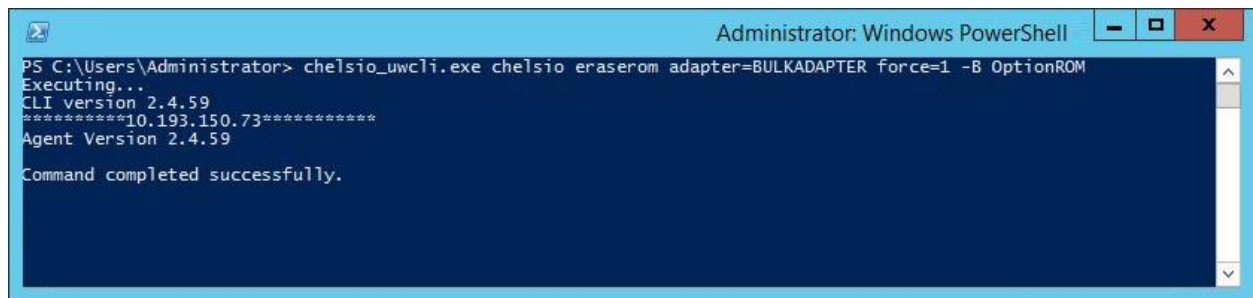 Administrator: Windows PowerShell
PS C:\Users\Administrator> chelsio_uwcli.exe chelsio eraserom adapter=BULKADAPTER force=1 -B OptionROM
Executing...
CLI version 2.4.59
**********10.193.150.73***********
Agent Version 2.4.59
Command completed successfully.